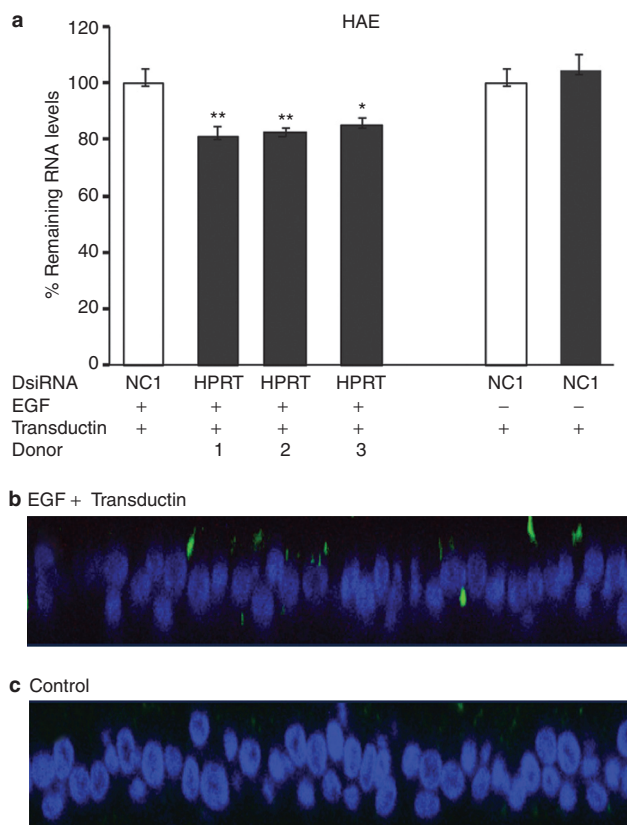 a
HAE
% Remaining RNA levels
120
100
80
60
40
20
0
** ** *
DsiRNA NC1 HPRT HPRT HPRT NC1 NC1
EGF + + + + − −
Transductin + + + + + +
Donor 1 2 3
b EGF + Transductin
c Control